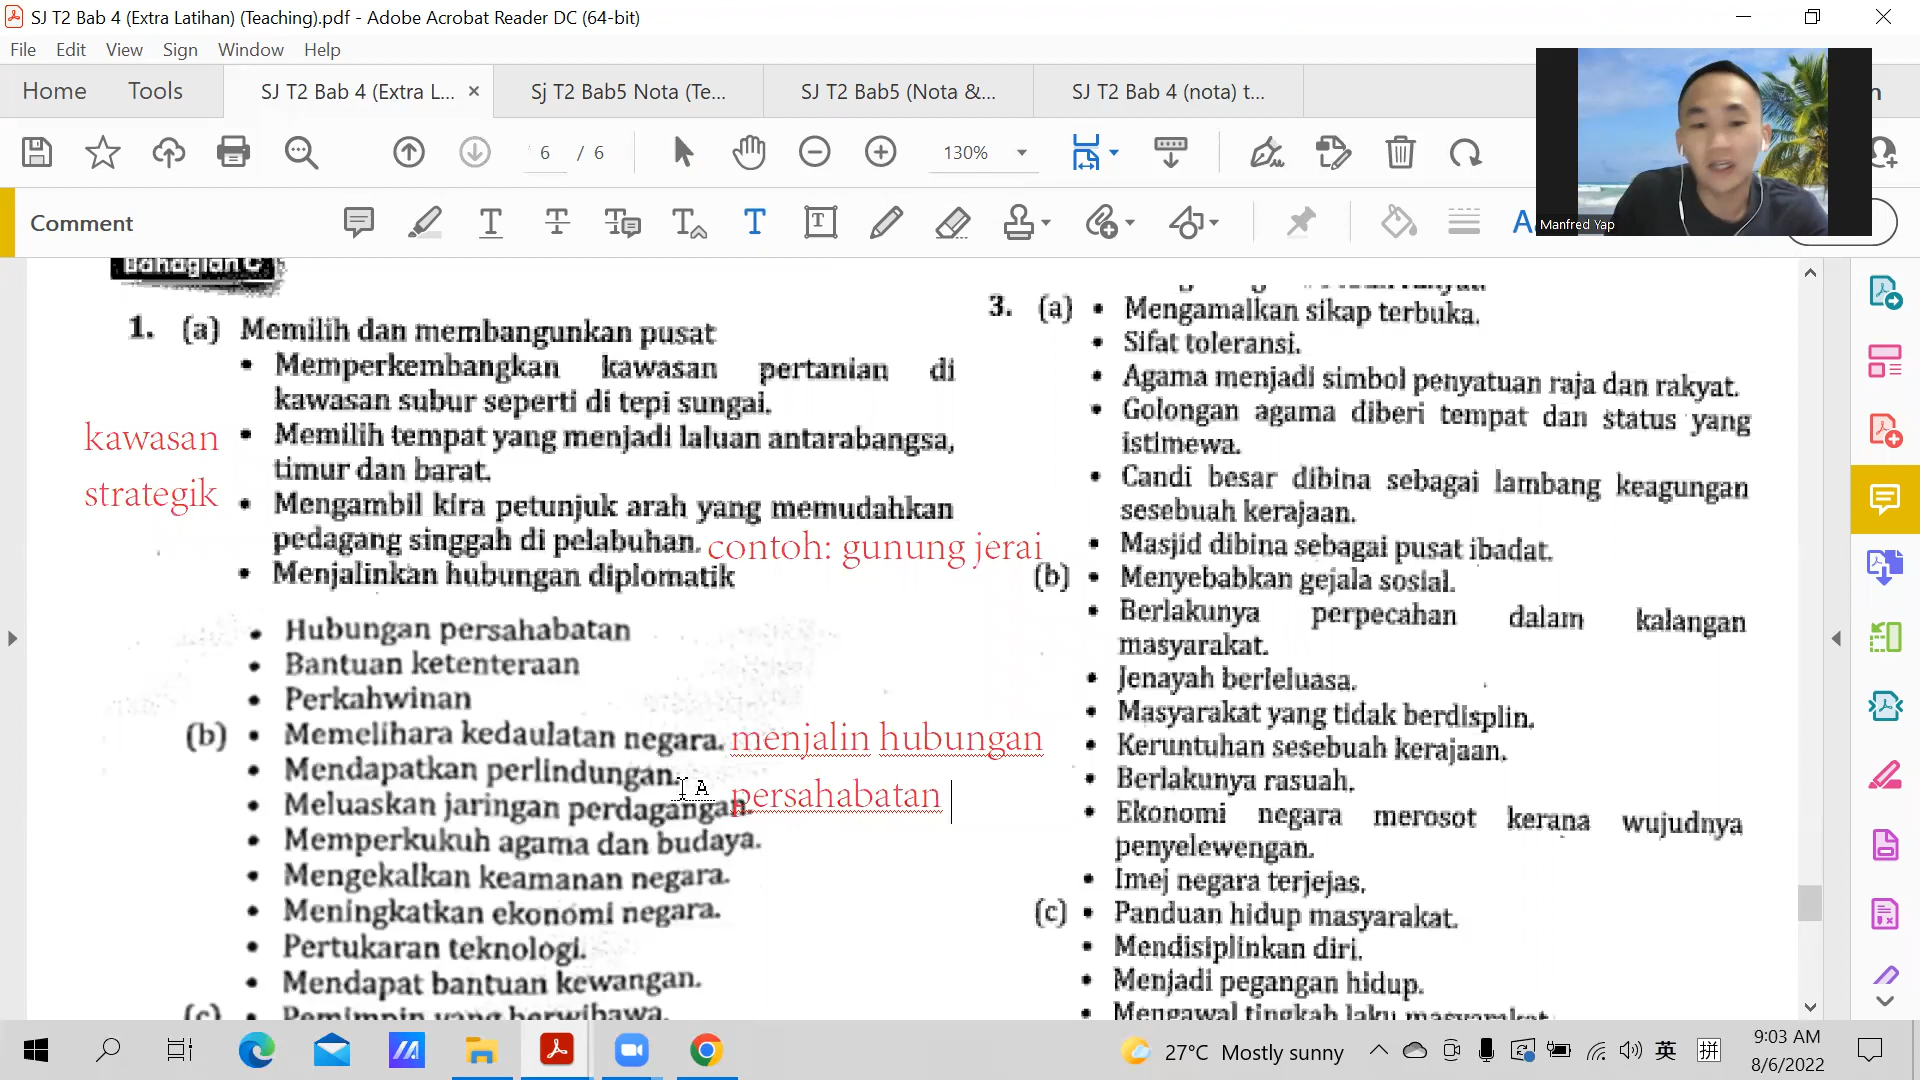 SJ T2 Bab 4 (Extra Latihan) (Teaching).pdf - Adobe Acrobat Reader DC (64-bit)
File Edit View Sign Window Help
Home Tools SJ T2 Bab 4 (Extra L... × Sj T2 Bab5 Nota (Te... SJ T2 Bab5 (Nota &... SJ T2 Bab 4 (nota) t...
6 / 6 130%
Comment
Manfred Yap
Bahagian C
1. (a) Memilih dan membangunkan pusat
• Memperkembangkan kawasan pertanian di
kawasan subur seperti di tepi sungai.
kawasan
• Memilih tempat yang menjadi laluan antarabangsa,
timur dan barat.
strategik
• Mengambil kira petunjuk arah yang memudahkan
pedagang singgah di pelabuhan. contoh: gunung jerai
• Menjalinkan hubungan diplomatik
• Hubungan persahabatan
• Bantuan ketenteraan
• Perkahwinan
(b) • Memelihara kedaulatan negara. menjalin hubungan
• Mendapatkan perlindungan.
persahabatan
• Meluaskan jaringan perdagangan.
• Memperkukuh agama dan budaya.
• Mengekalkan keamanan negara.
• Meningkatkan ekonomi negara.
• Pertukaran teknologi.
• Mendapat bantuan kewangan.
(c) • Pemimpin yang berwibawa.
3. (a) • Mengamalkan sikap terbuka.
• Sifat toleransi.
• Agama menjadi simbol penyatuan raja dan rakyat.
• Golongan agama diberi tempat dan status yang
istimewa.
• Candi besar dibina sebagai lambang keagungan
sesebuah kerajaan.
• Masjid dibina sebagai pusat ibadat.
(b) • Menyebabkan gejala sosial.
• Berlakunya perpecahan dalam kalangan
masyarakat.
• Jenayah berleluasa.
• Masyarakat yang tidak berdisplin.
• Keruntuhan sesebuah kerajaan.
• Berlakunya rasuah.
• Ekonomi negara merosot kerana wujudnya
penyelewengan.
• Imej negara terjejas.
(c) • Panduan hidup masyarakat.
• Mendisiplinkan diri.
• Menjadi pegangan hidup.
• Mengawal tingkah laku masyarakat.
27°C Mostly sunny 英 拼 9:03 AM
8/6/2022